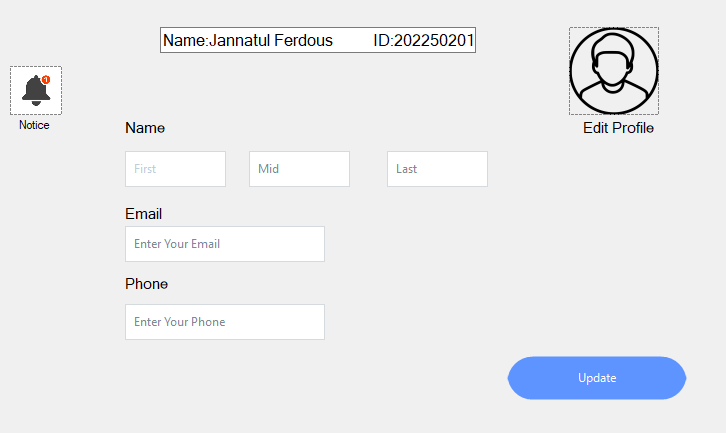 Name:Jannatul Ferdous ID:202250201
1
Notice
Edit Profile
Name
First Mid Last
Email
Enter Your Email
Phone
Enter Your Phone
Update